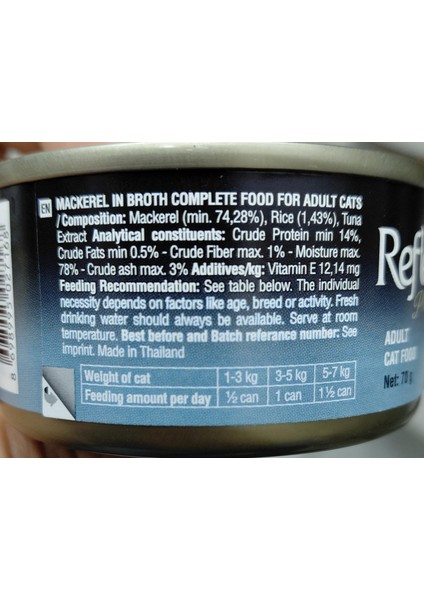 EN
MACKEREL IN BROTH COMPLETE FOOD FOR ADULT CATS
/ Composition: Mackerel (min. 74,28%), Rice (1,43%), Tuna
Extract Analytical constituents: Crude Protein min 14%,
Crude Fats min 0.5% - Crude Fiber max. 1% - Moisture max.
78% - Crude ash max. 3% Additives/kg: Vitamin E 12,14 mg
Feeding Recommendation: See table below. The individual
necessity depends on factors like age, breed or activity. Fresh
drinking water should always be available. Serve at room
temperature. Best before and Batch referance number: See
imprint. Made in Thailand
Weight of cat 1-3 kg 3-5 kg 5-7 kg
Feeding amount per day ½ can 1 can 1 ½ can
Refl
ADULT
CAT FOOD
Net: 70 g